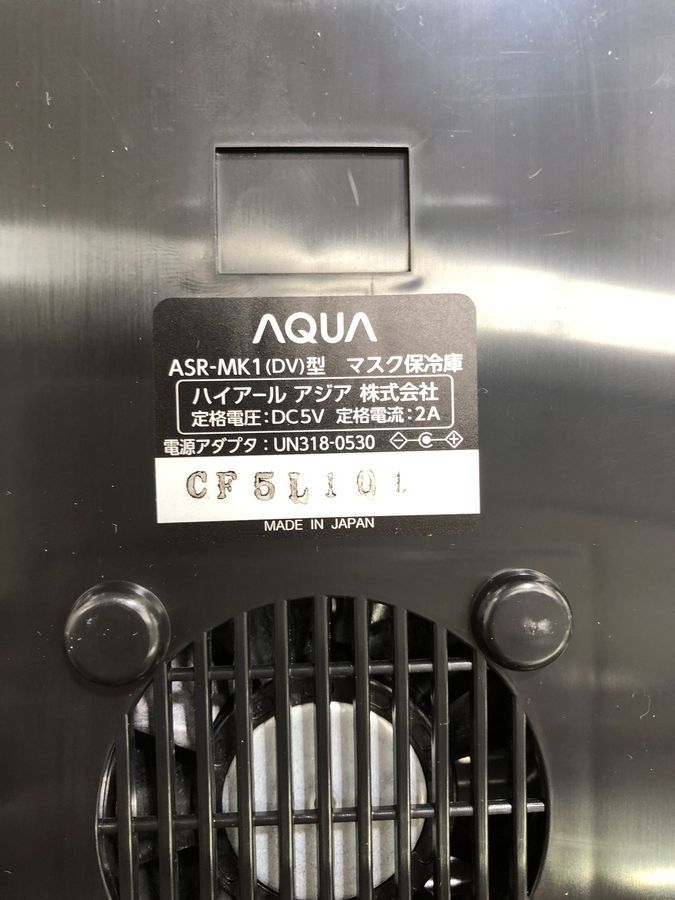 AQUA
ASR-MK1(DV)型 マスク保冷庫
ハイアール アジア 株式会社
定格電圧:DC5V 定格電流:2A
電源アダプタ:UN318-0530
CF5L101
MADE IN JAPAN